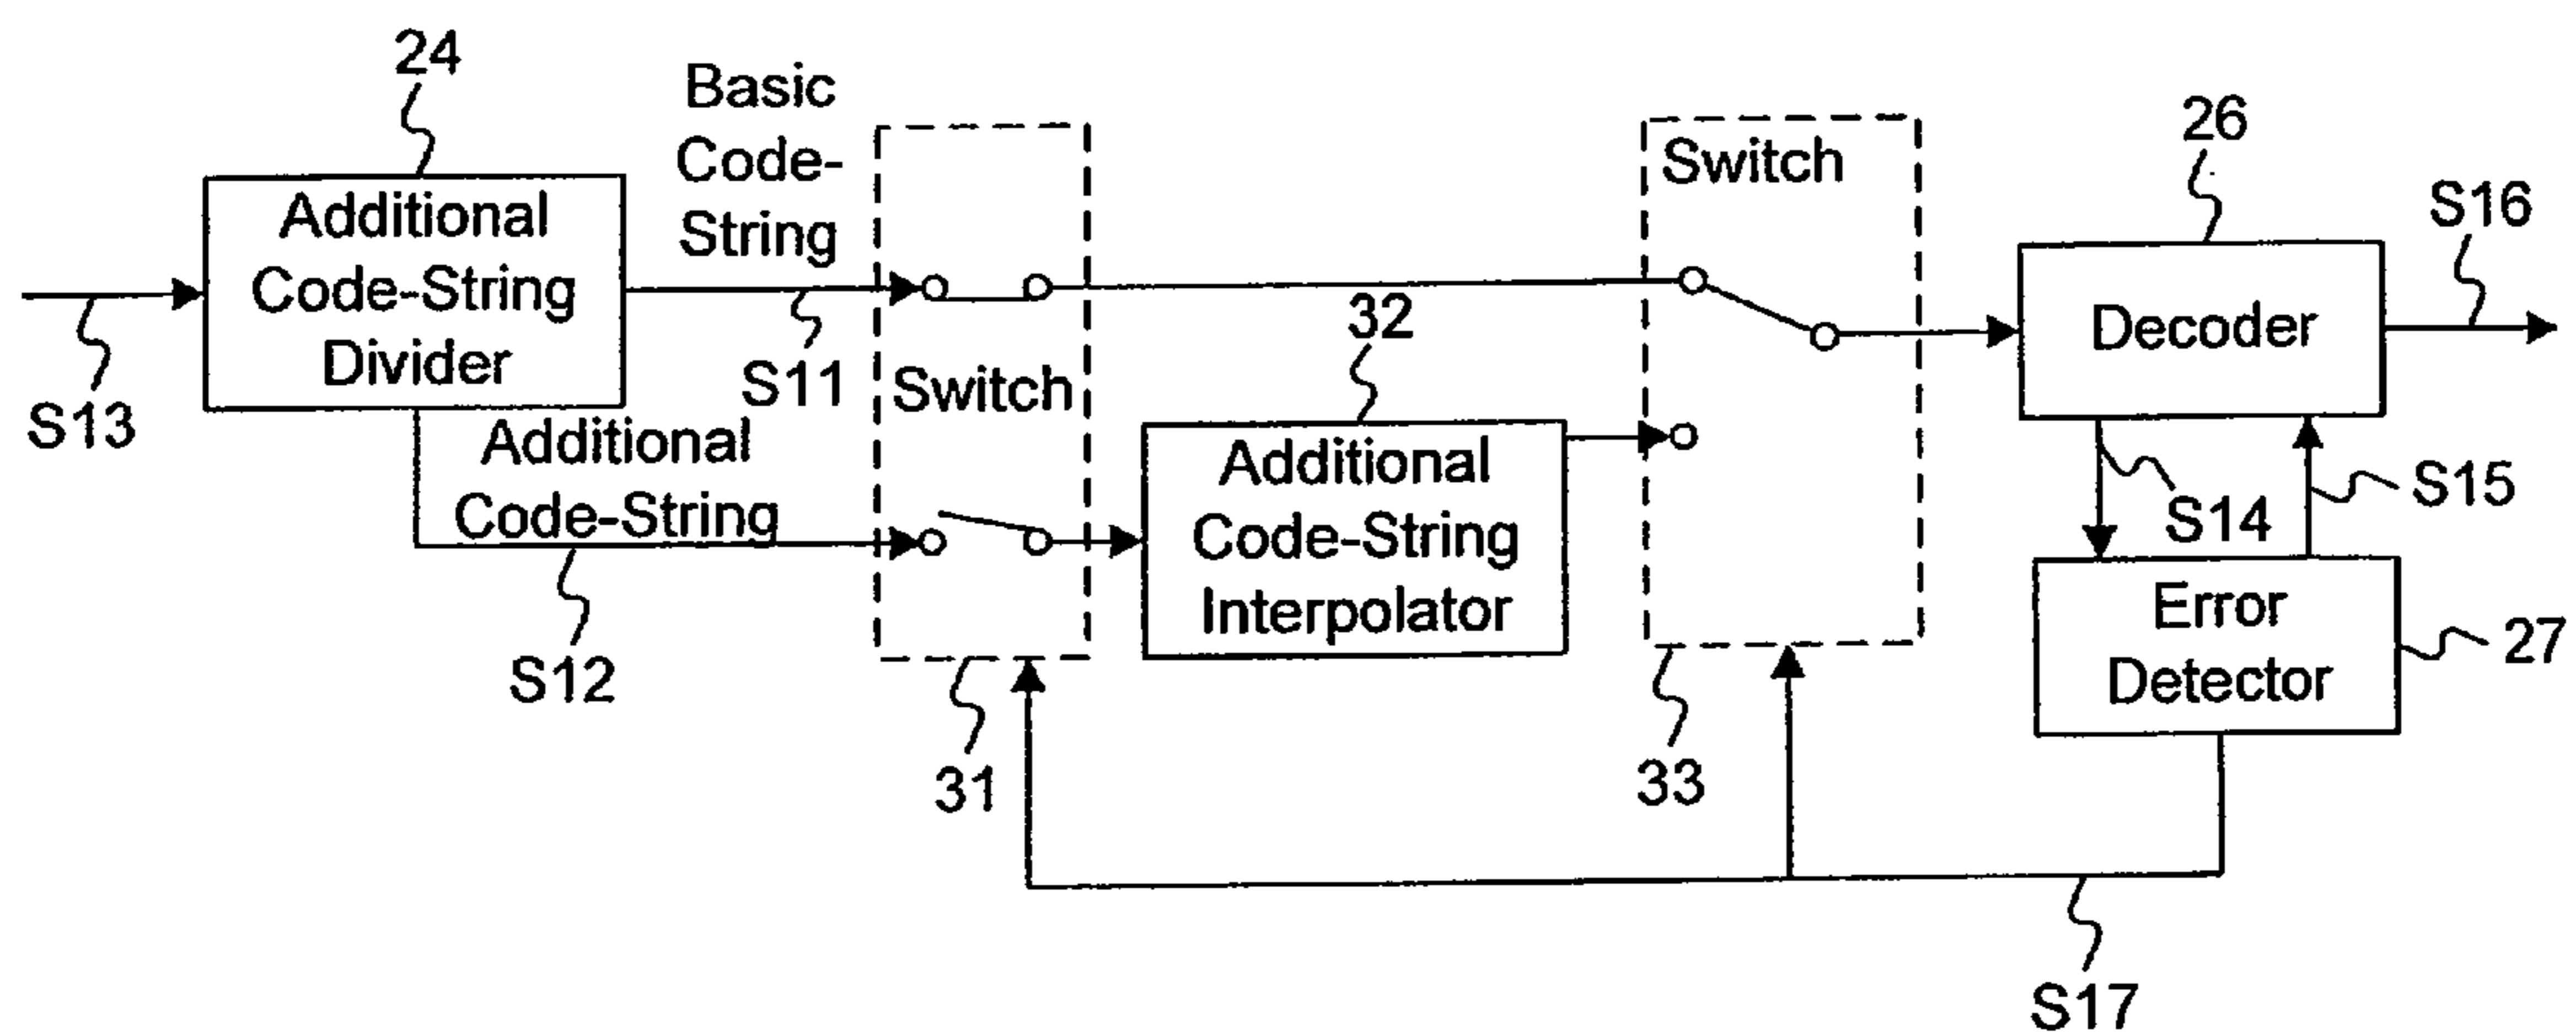 24
Basic
Code-
String
Additional
Code-String
Divider
S13
S11
Additional
Code-String
S12
Switch
31
32
Additional
Code-String
Interpolator
Switch
33
26
Decoder
S16
S14
S15
Error
Detector
27
S17